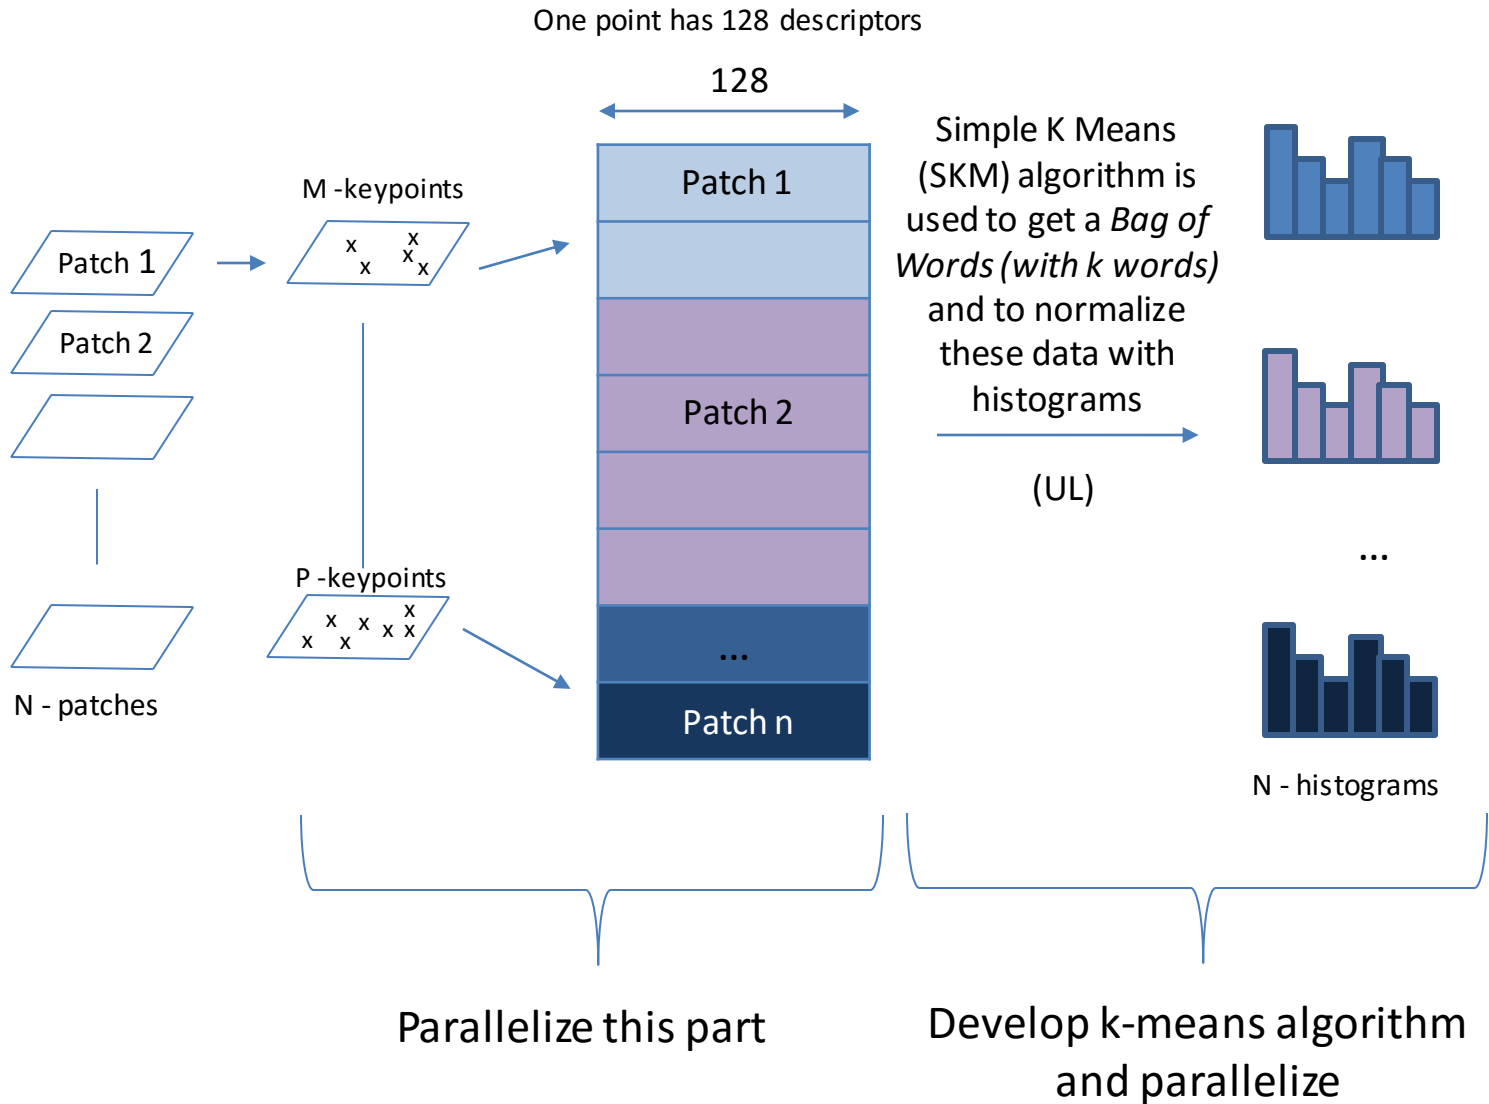 One point has 128 descriptors
128
M -keypoints
x
x
x
x
x
Patch 1
Patch 2
N - patches
P -keypoints
x
x
x
x
x
x
x
Patch 1
Patch 2
...
Patch n
Simple K Means
(SKM) algorithm is
used to get a Bag of
Words (with k words)
and to normalize
these data with
histograms
(UL)
...
N - histograms
Parallelize this part
Develop k-means algorithm
and parallelize